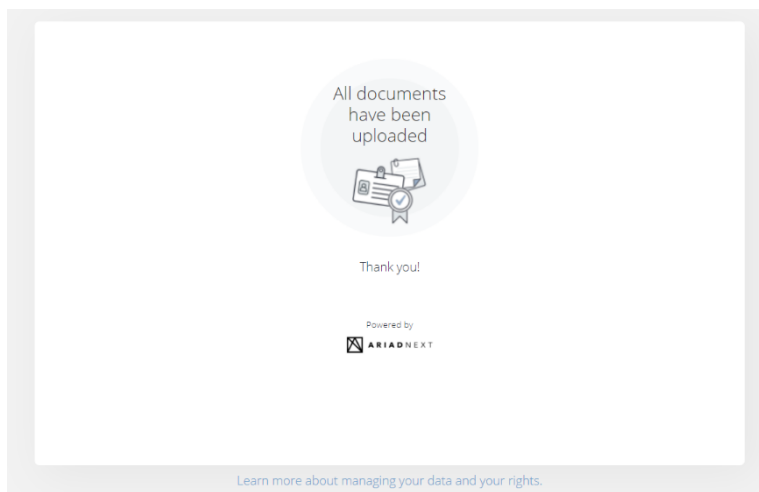 All documents
have been
uploaded
Thank you!
Powered by
ARIADNEXT
Learn more about managing your data and your rights.